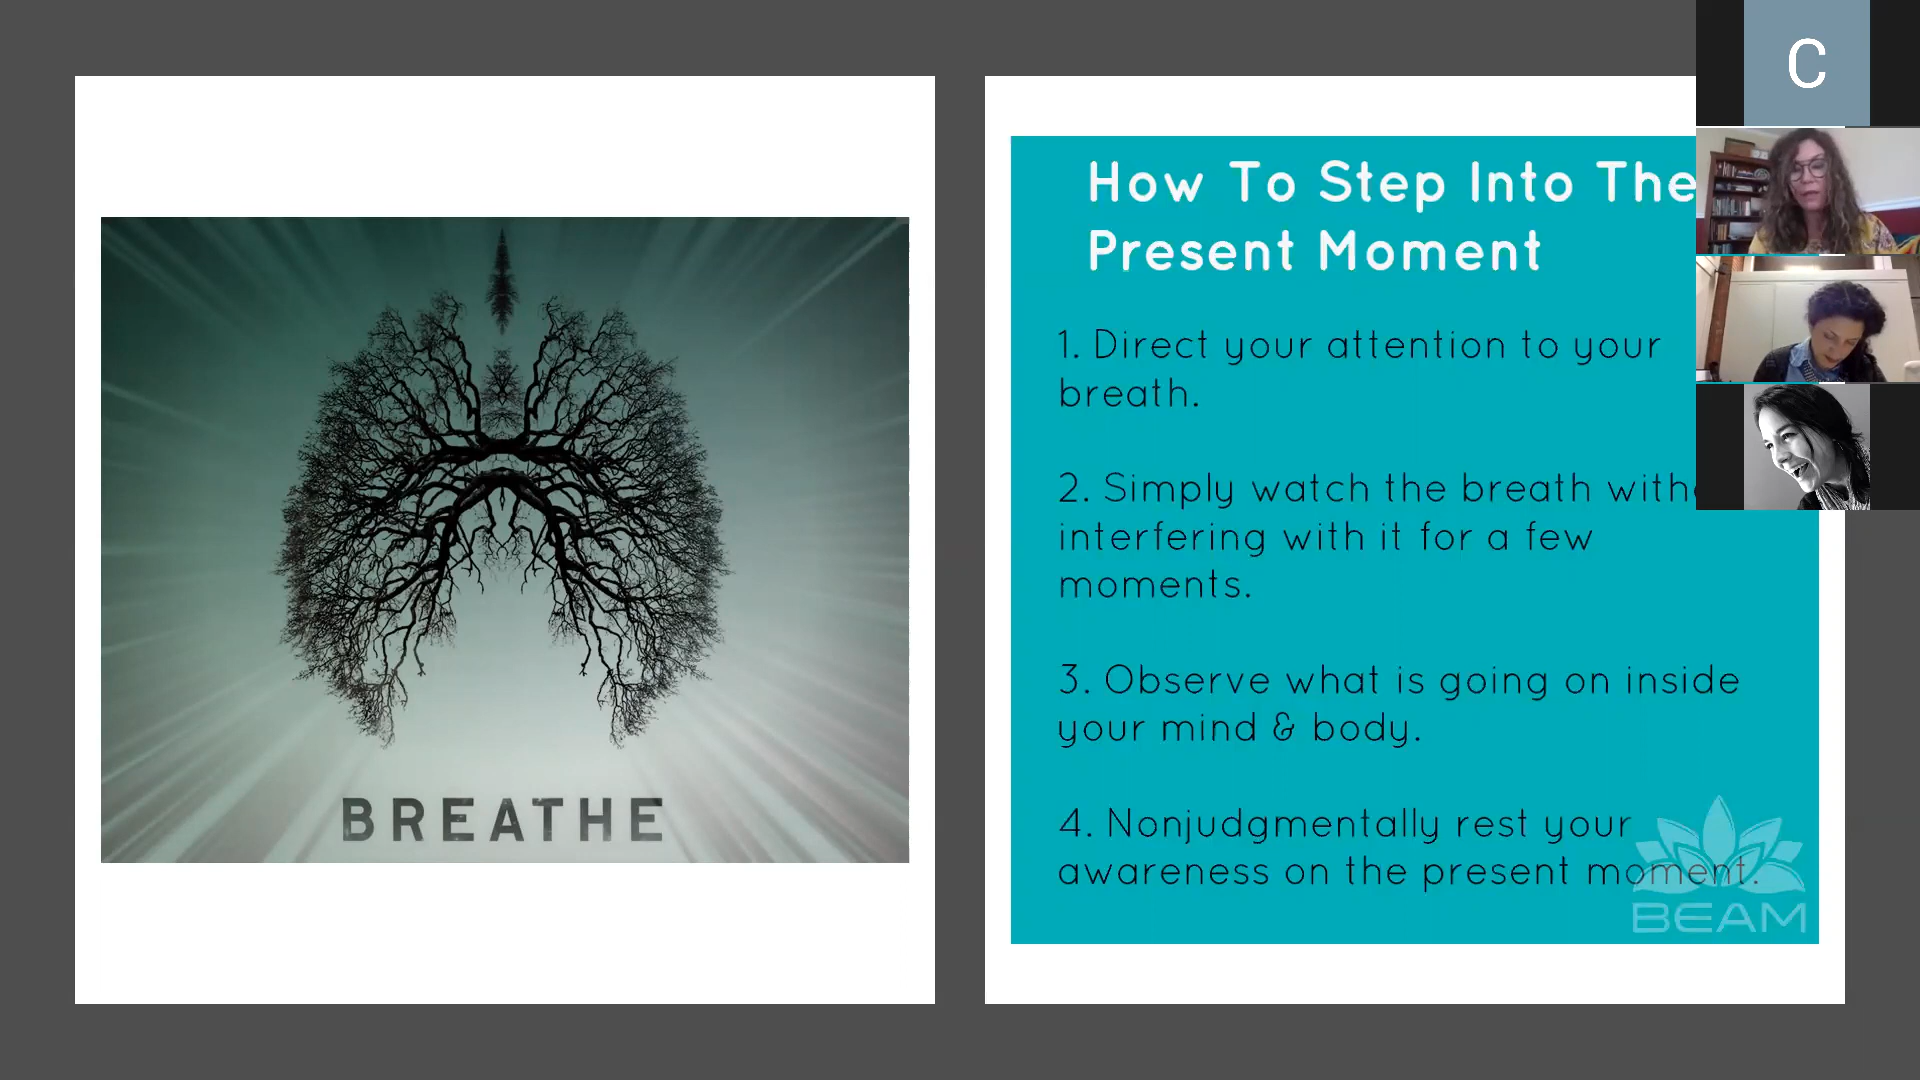 BREATHE
How To Step Into The
Present Moment
1. Direct your attention to your
breath.
2. Simply watch the breath with
interfering with it for a few
moments.
3. Observe what is going on inside
your mind & body.
4. Nonjudgmentally rest your
awareness on the present moment.
BEAM
C